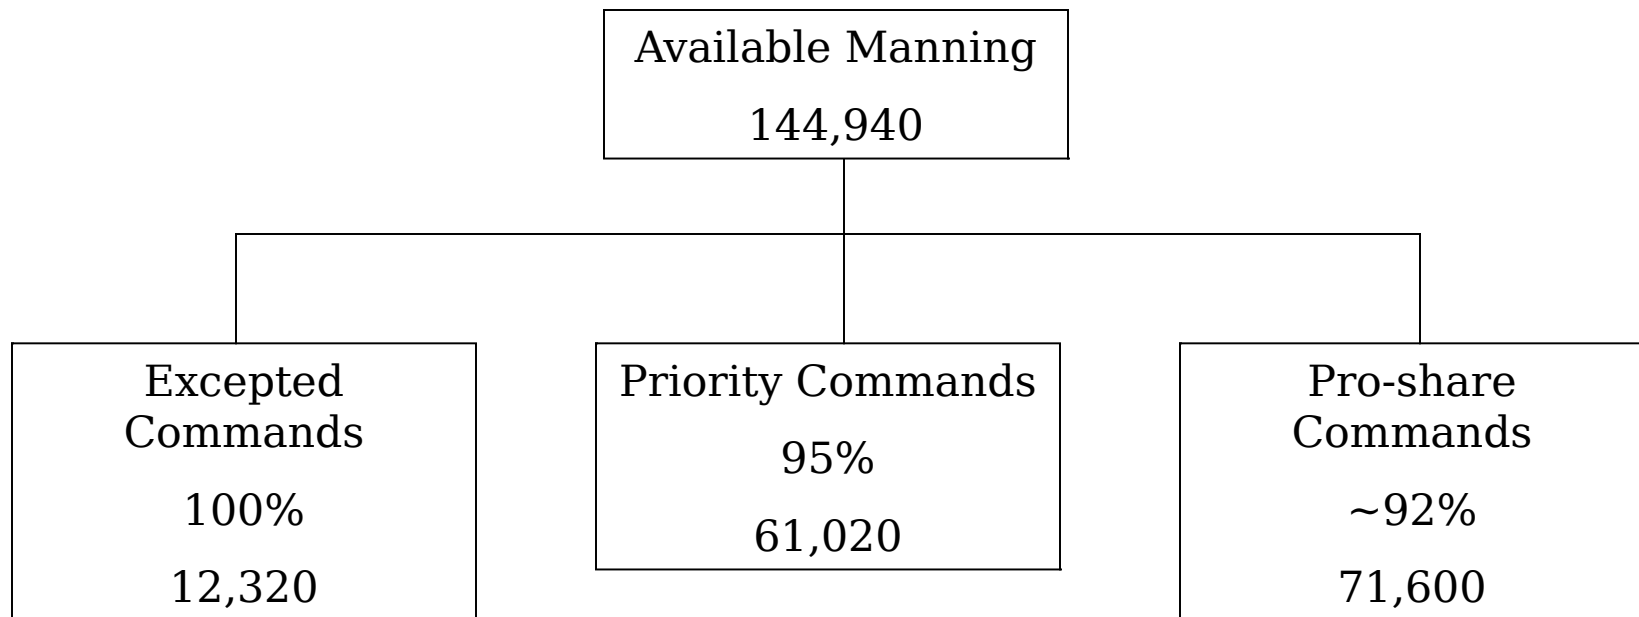 Available Manning
144,940
Excepted
Commands
100%
12,320
Priority Commands
95%
61,020
Pro-share
Commands
~92%
71,600